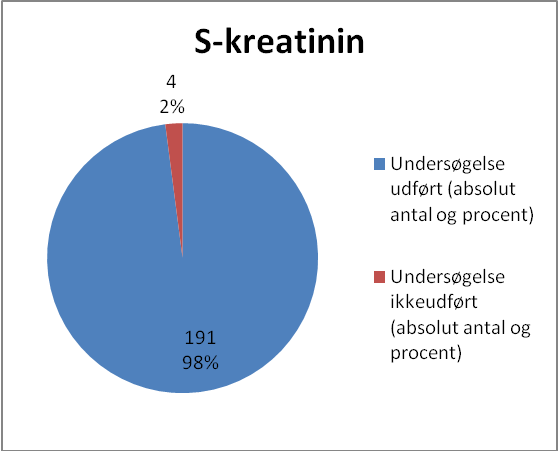 S-kreatinin
4
2%
191
98%
Undersøgelse
udført (absolut
antal og procent)
Undersøgelse
ikkeudført
(absolut antal og
procent)